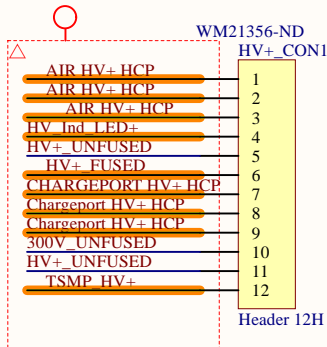 WM21356-ND
HV+_CON1
AIR HV+ HCP 1
AIR HV+ HCP 2
AIR HV+ HCP 3
HV_Ind_LED+ 4
HV+_UNFUSED 5
HV+_FUSED 6
CHARGEPORT HV+ HCP 7
Chargeport HV+ HCP 8
Chargeport HV+ HCP 9
300V_UNFUSED 10
HV+_UNFUSED 11
TSMP_HV+ 12
Header 12H